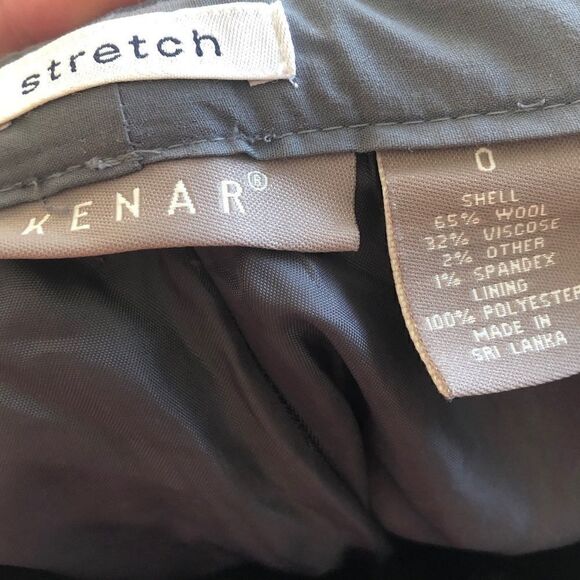 stretch
KENAR®
0
SHELL
65% WOOL
32% VISCOSE
2% OTHER
1% SPANDEX
LINING
100% POLYESTER
MADE IN
SRI LANKA